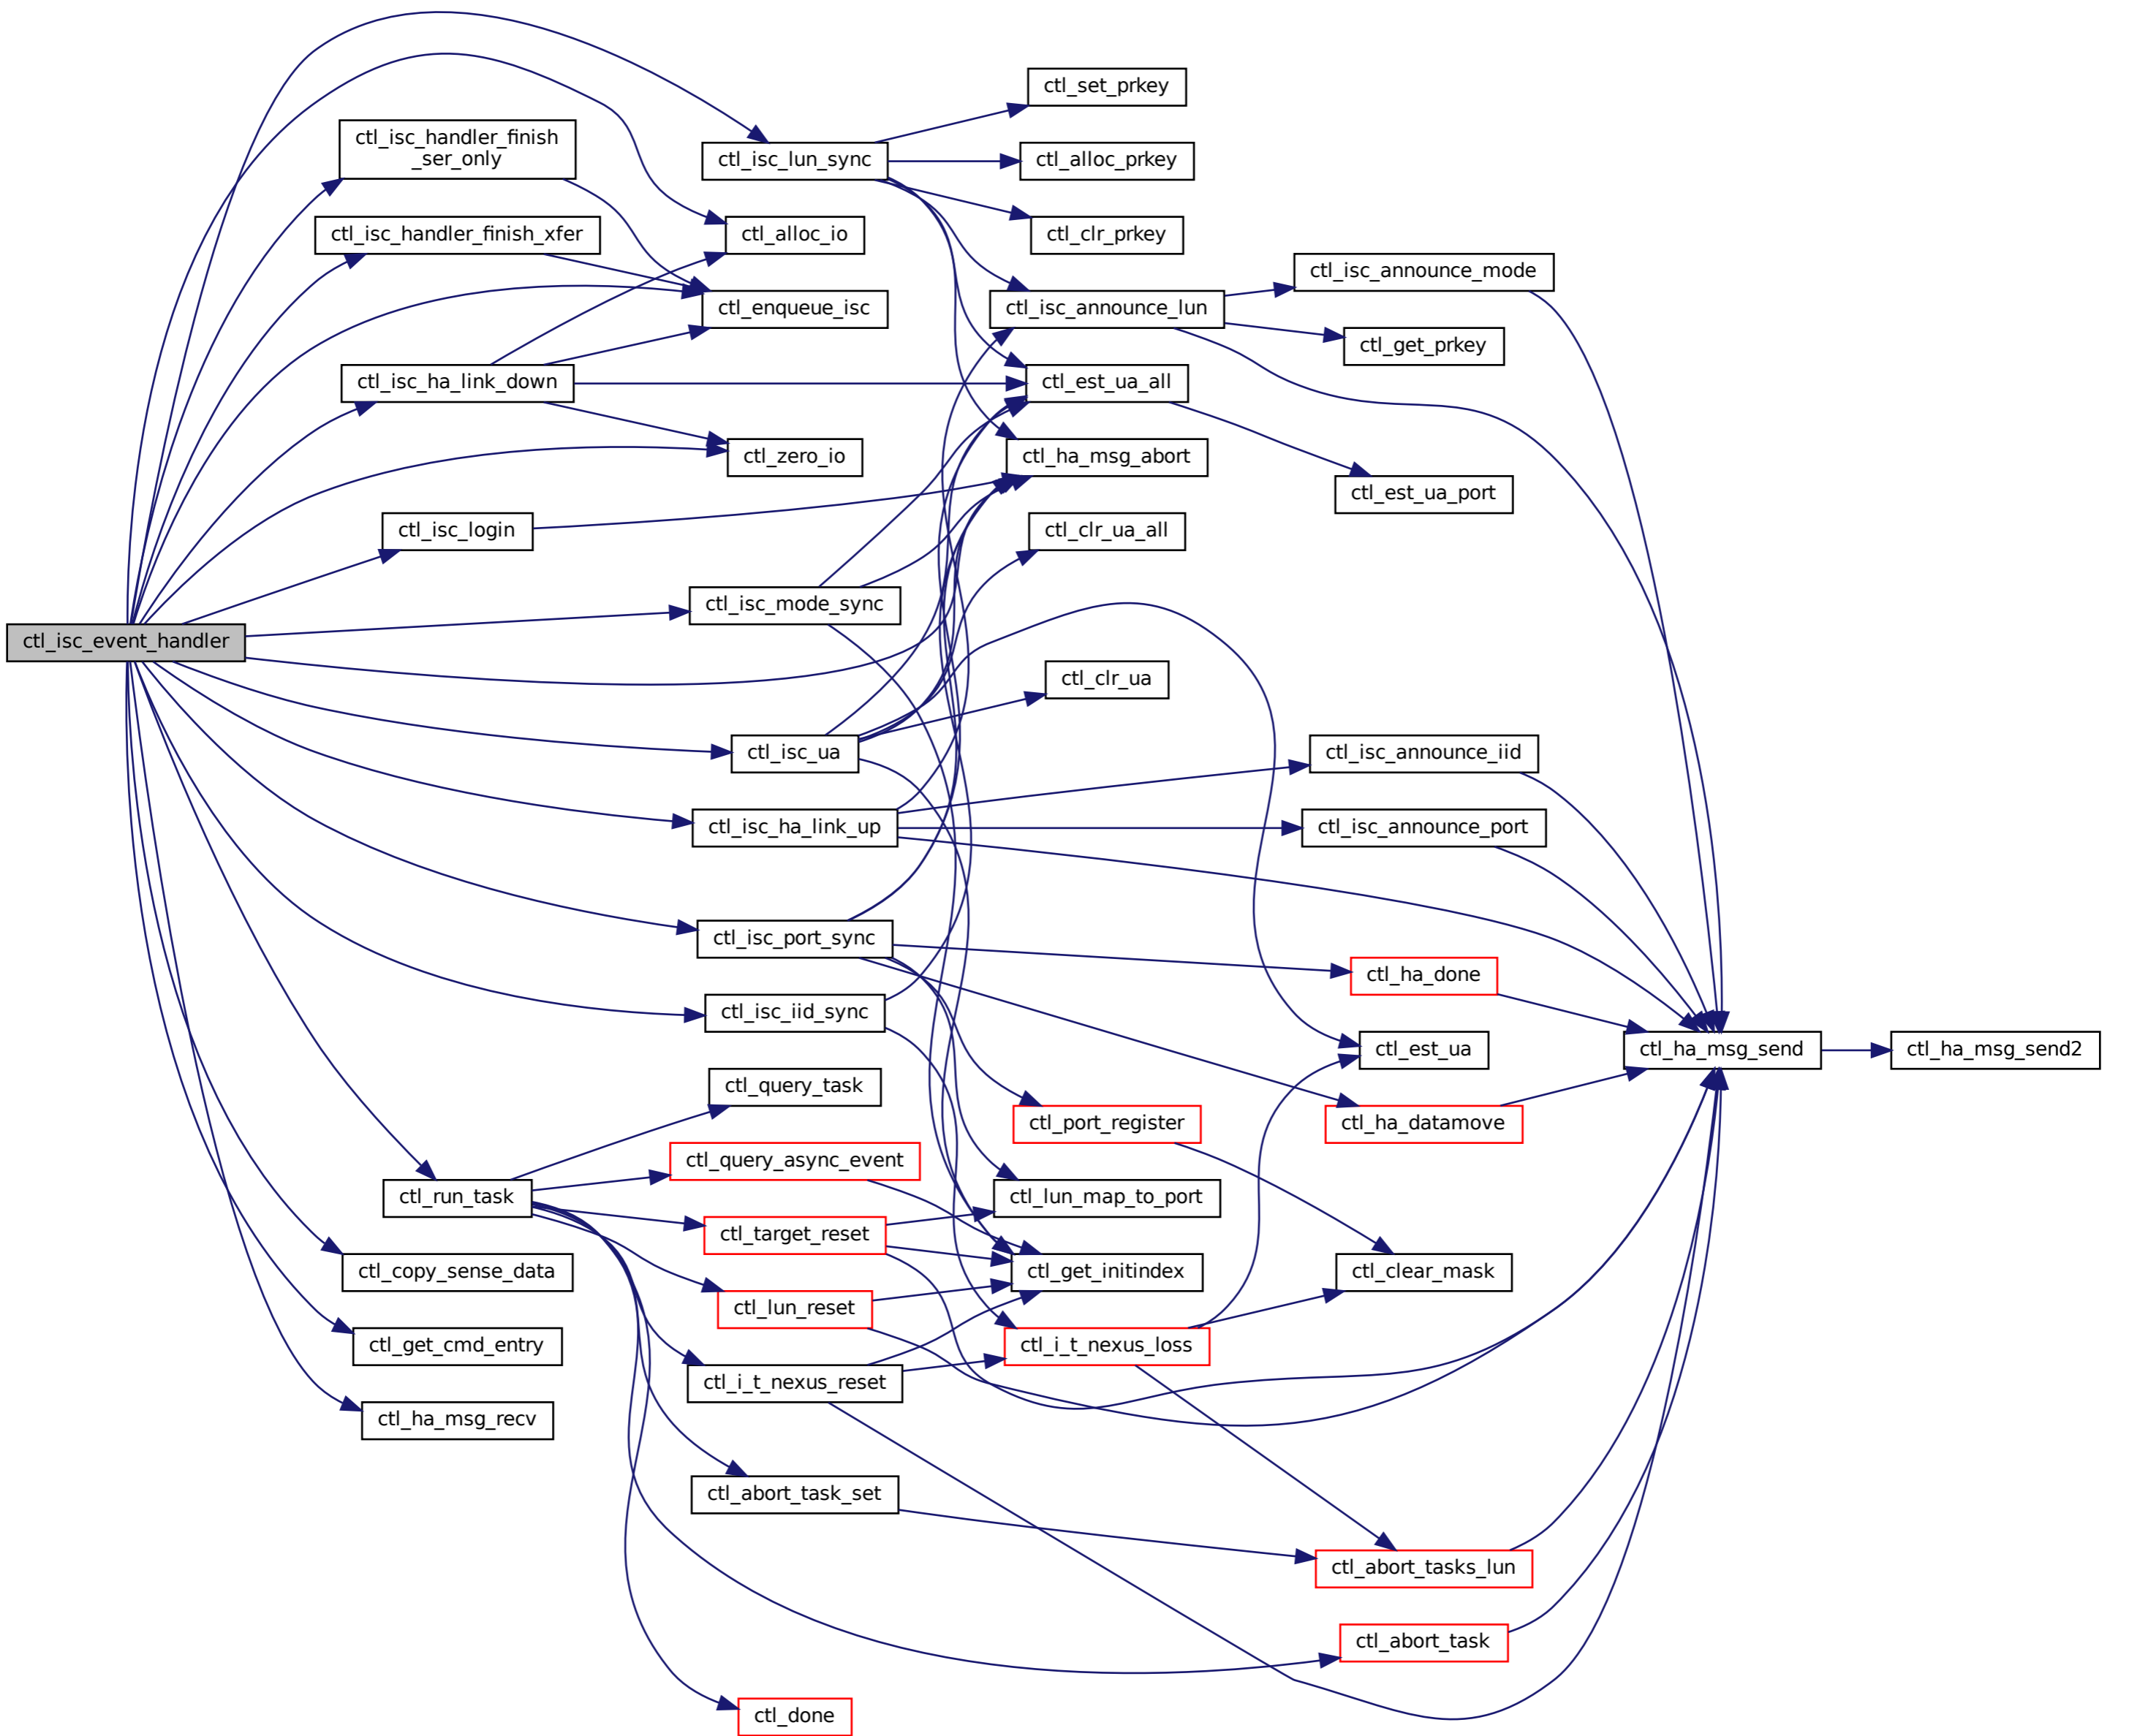 ctl_set_prkey
ctl_isc_handler_finish
_ser_only
ctl_isc_lun_sync
ctl_alloc_prkey
ctl_isc_handler_finish_xfer
ctl_alloc_io
ctl_clr_prkey
ctl_isc_announce_mode
ctl_enqueue_isc
ctl_isc_announce_lun
ctl_get_prkey
ctl_isc_ha_link_down
ctl_est_ua_all
ctl_zero_io
ctl_ha_msg_abort
ctl_est_ua_port
ctl_isc_login
ctl_clr_ua_all
ctl_isc_mode_sync
ctl_isc_event_handler
ctl_clr_ua
ctl_isc_ua
ctl_isc_announce_iid
ctl_isc_ha_link_up
ctl_isc_announce_port
ctl_isc_port_sync
ctl_ha_done
ctl_isc_iid_sync
ctl_est_ua
ctl_ha_msg_send
ctl_ha_msg_send2
ctl_query_task
ctl_port_register
ctl_ha_datamove
ctl_query_async_event
ctl_run_task
ctl_lun_map_to_port
ctl_target_reset
ctl_copy_sense_data
ctl_get_initindex
ctl_clear_mask
ctl_lun_reset
ctl_get_cmd_entry
ctl_i_t_nexus_loss
ctl_i_t_nexus_reset
ctl_ha_msg_recv
ctl_abort_task_set
ctl_abort_tasks_lun
ctl_abort_task
ctl_done